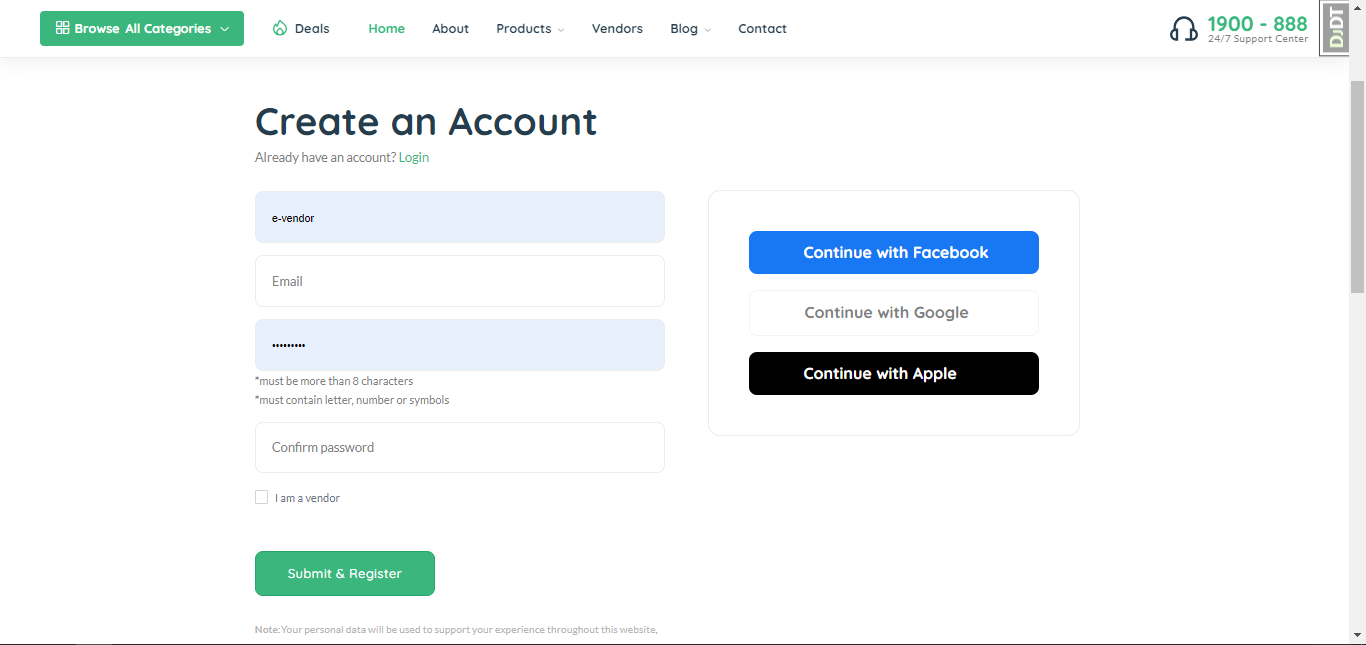 Browse All Categories
Deals
Home
About
Products
Vendors
Blog
Contact
1900 - 888
24/7 Support Center
DjDT
Create an Account
Already have an account? Login
e-vendor
Email
•••••••••
*must be more than 8 characters
*must contain letter, number or symbols
Confirm password
I am a vendor
Submit & Register
Note:Your personal data will be used to support your experience throughout this website,
Continue with Facebook
Continue with Google
Continue with Apple